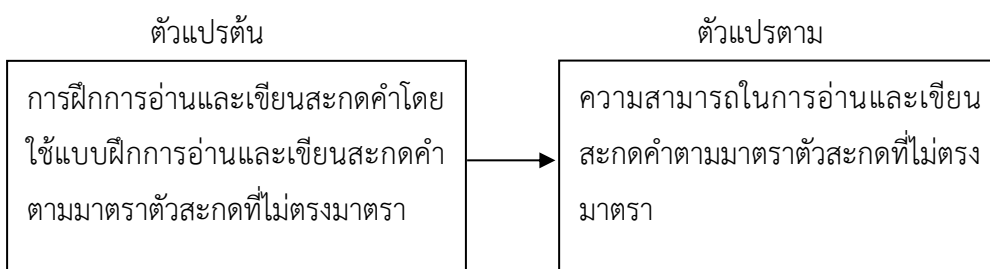 ตัวแปรต้น
ตัวแปรตาม
การฝึกการอ่านและเขียนสะกดคำโดย
ใช้แบบฝึกการอ่านและเขียนสะกดคำ
ตามมาตราตัวสะกดที่ไม่ตรงมาตรา
ความสามารถในการอ่านและเขียน
สะกดคำตามมาตราตัวสะกดที่ไม่ตรง
มาตรา